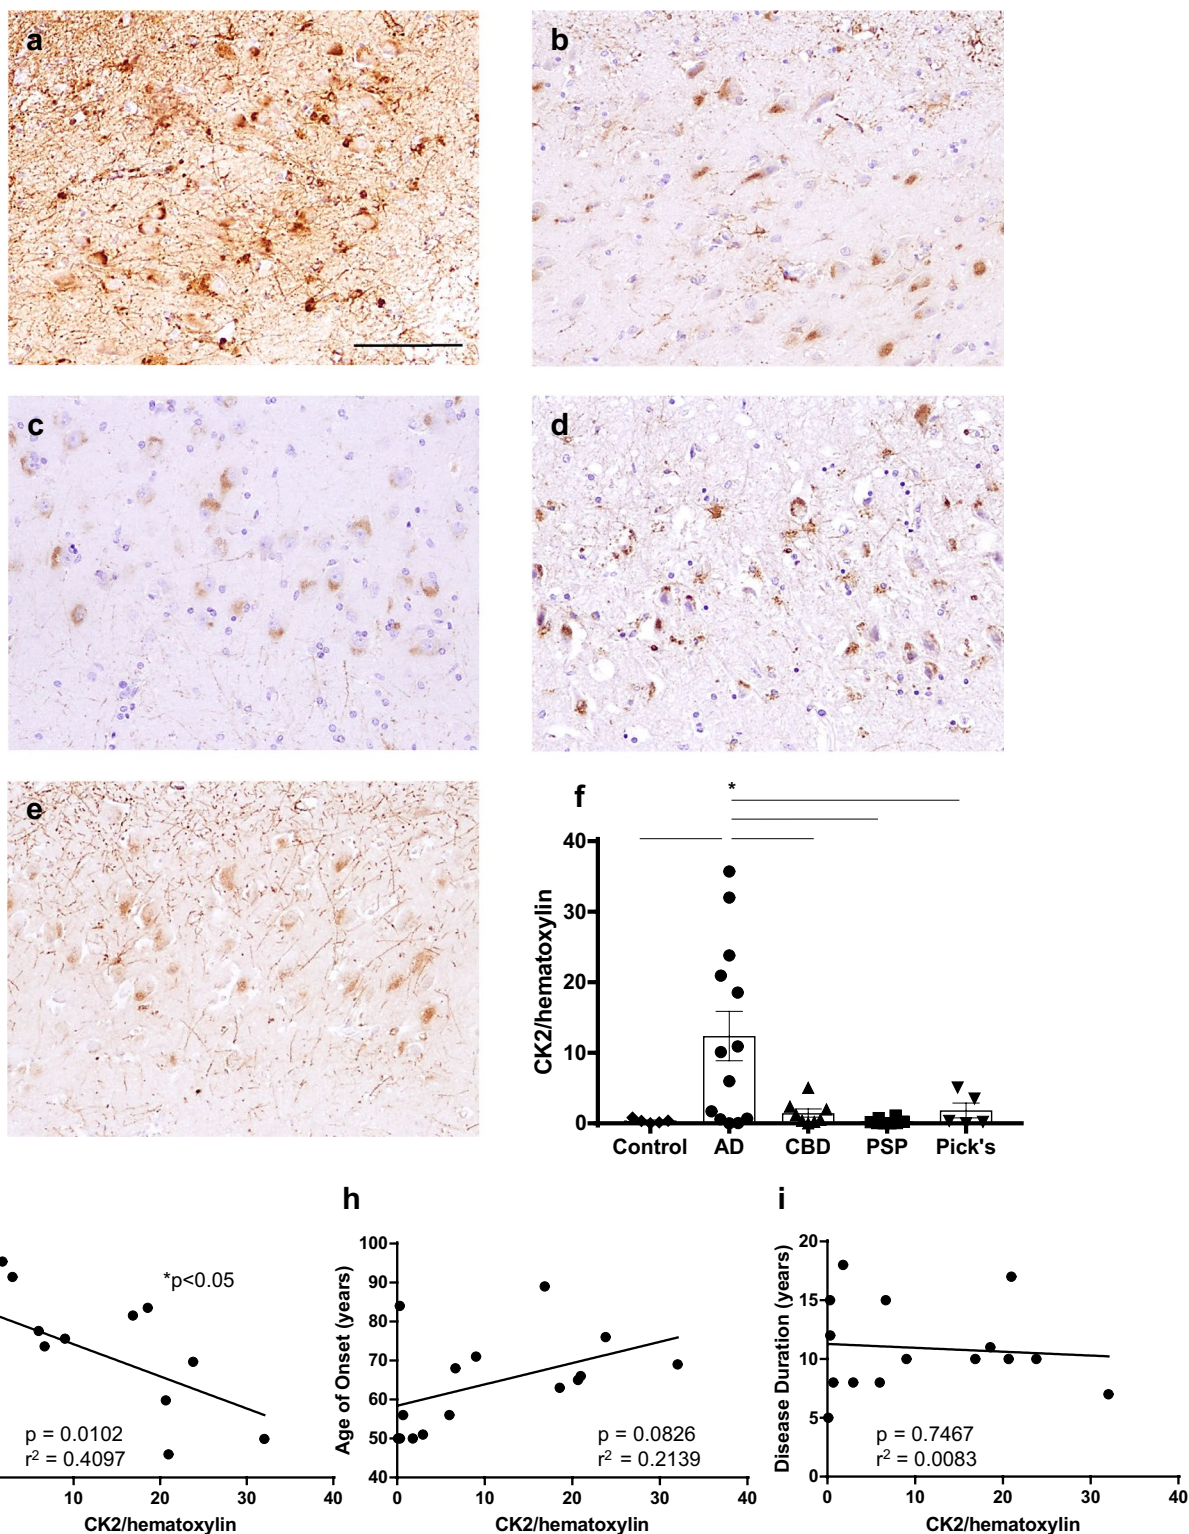 a
b
c
d
e
f
*
CK2/hematoxylin
40
30
20
10
0
Control AD CBD PSP Pick's
*p<0.05
p = 0.0102
r² = 0.4097
10 20 30 40
CK2/hematoxylin
h
Age of Onset (years)
100
90
80
70
60
50
40
p = 0.0826
r² = 0.2139
0 10 20 30 40
CK2/hematoxylin
i
Disease Duration (years)
20
15
10
5
0
p = 0.7467
r² = 0.0083
0 10 20 30 40
CK2/hematoxylin